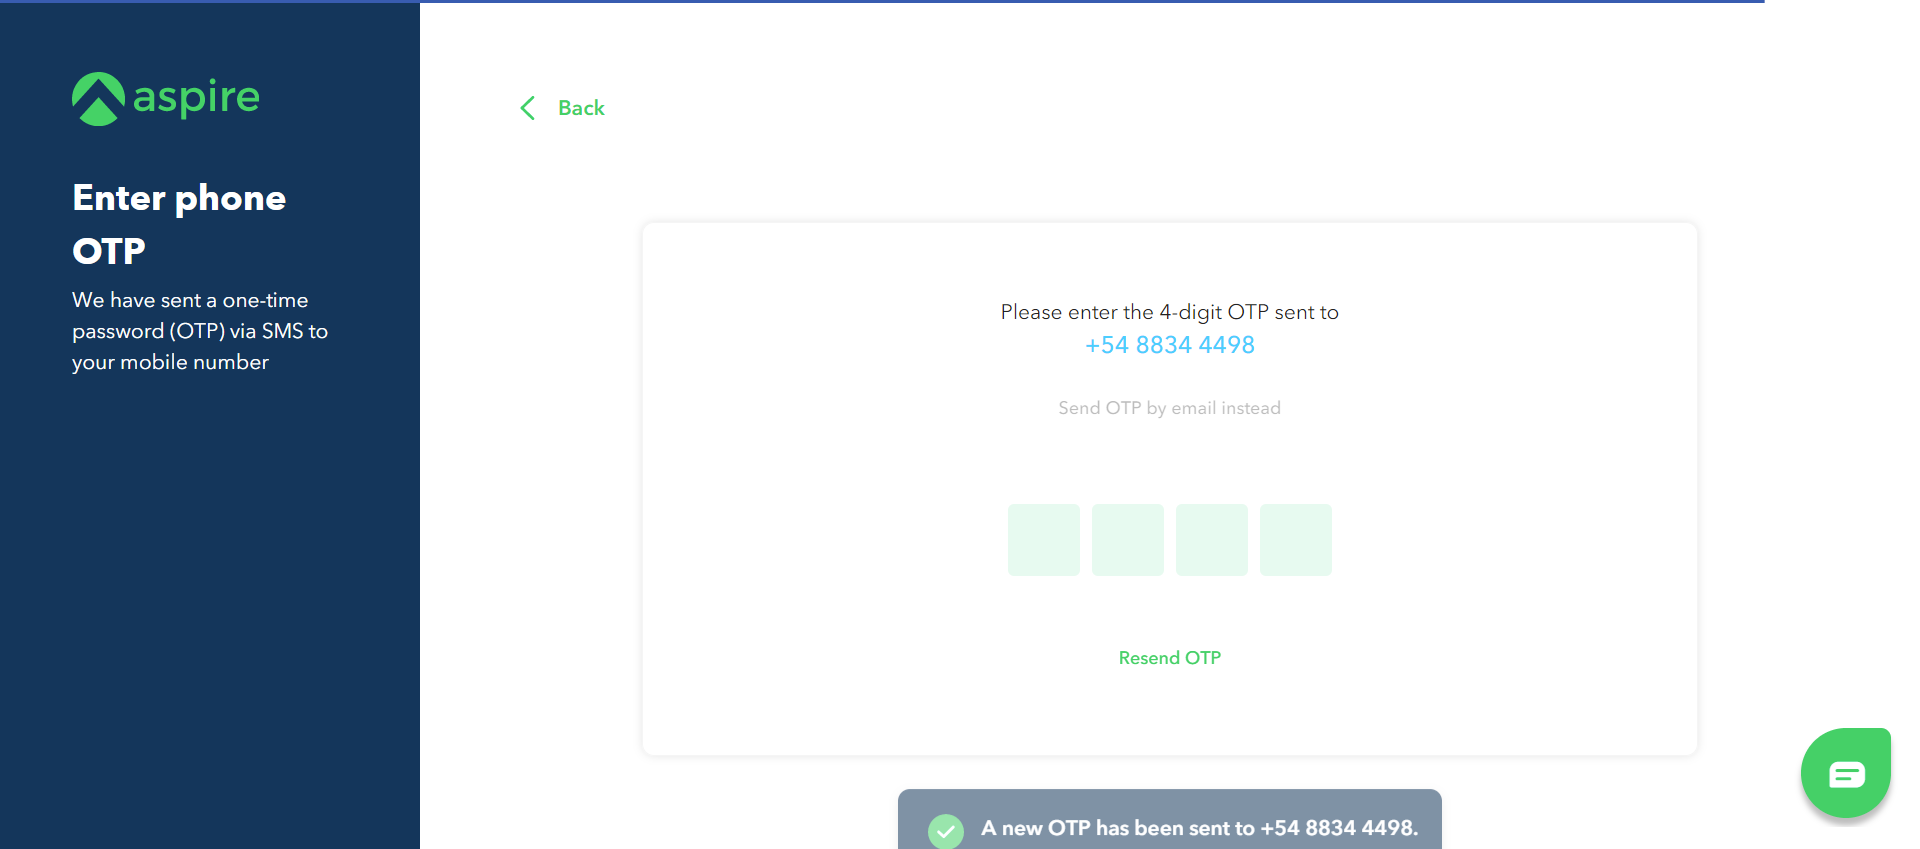 aspire
Enter phone
OTP
We have sent a one-time
password (OTP) via SMS to
your mobile number
Back
Please enter the 4-digit OTP sent to
+54 8834 4498
Send OTP by email instead
Resend OTP
A new OTP has been sent to +54 8834 4498.